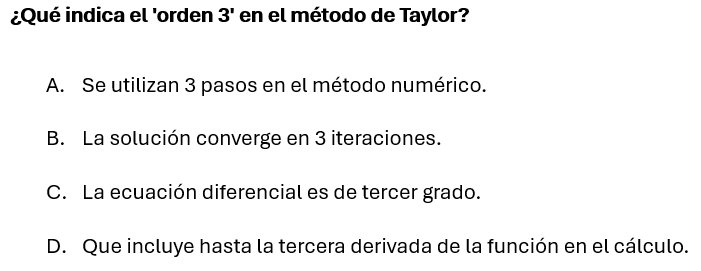 ¿Qué indica el 'orden 3' en el método de Taylor?
A. Se utilizan 3 pasos en el método numérico.
B. La solución converge en 3 iteraciones.
C. La ecuación diferencial es de tercer grado.
D. Que incluye hasta la tercera derivada de la función en el cálculo.